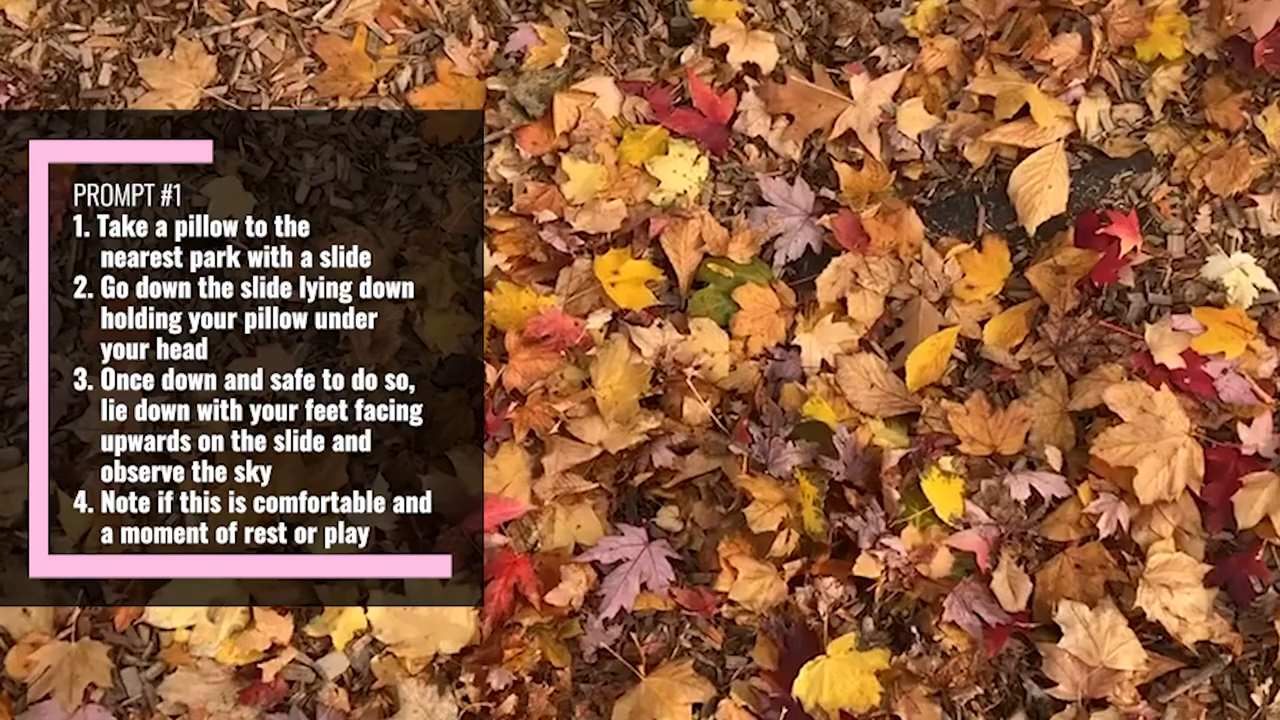 PROMPT #1
1. Take a pillow to the
nearest park with a slide
2. Go down the slide lying down
holding your pillow under
your head
3. Once down and safe to do so,
lie down with your feet facing
upwards on the slide and
observe the sky
4. Note if this is comfortable and
a moment of rest or play